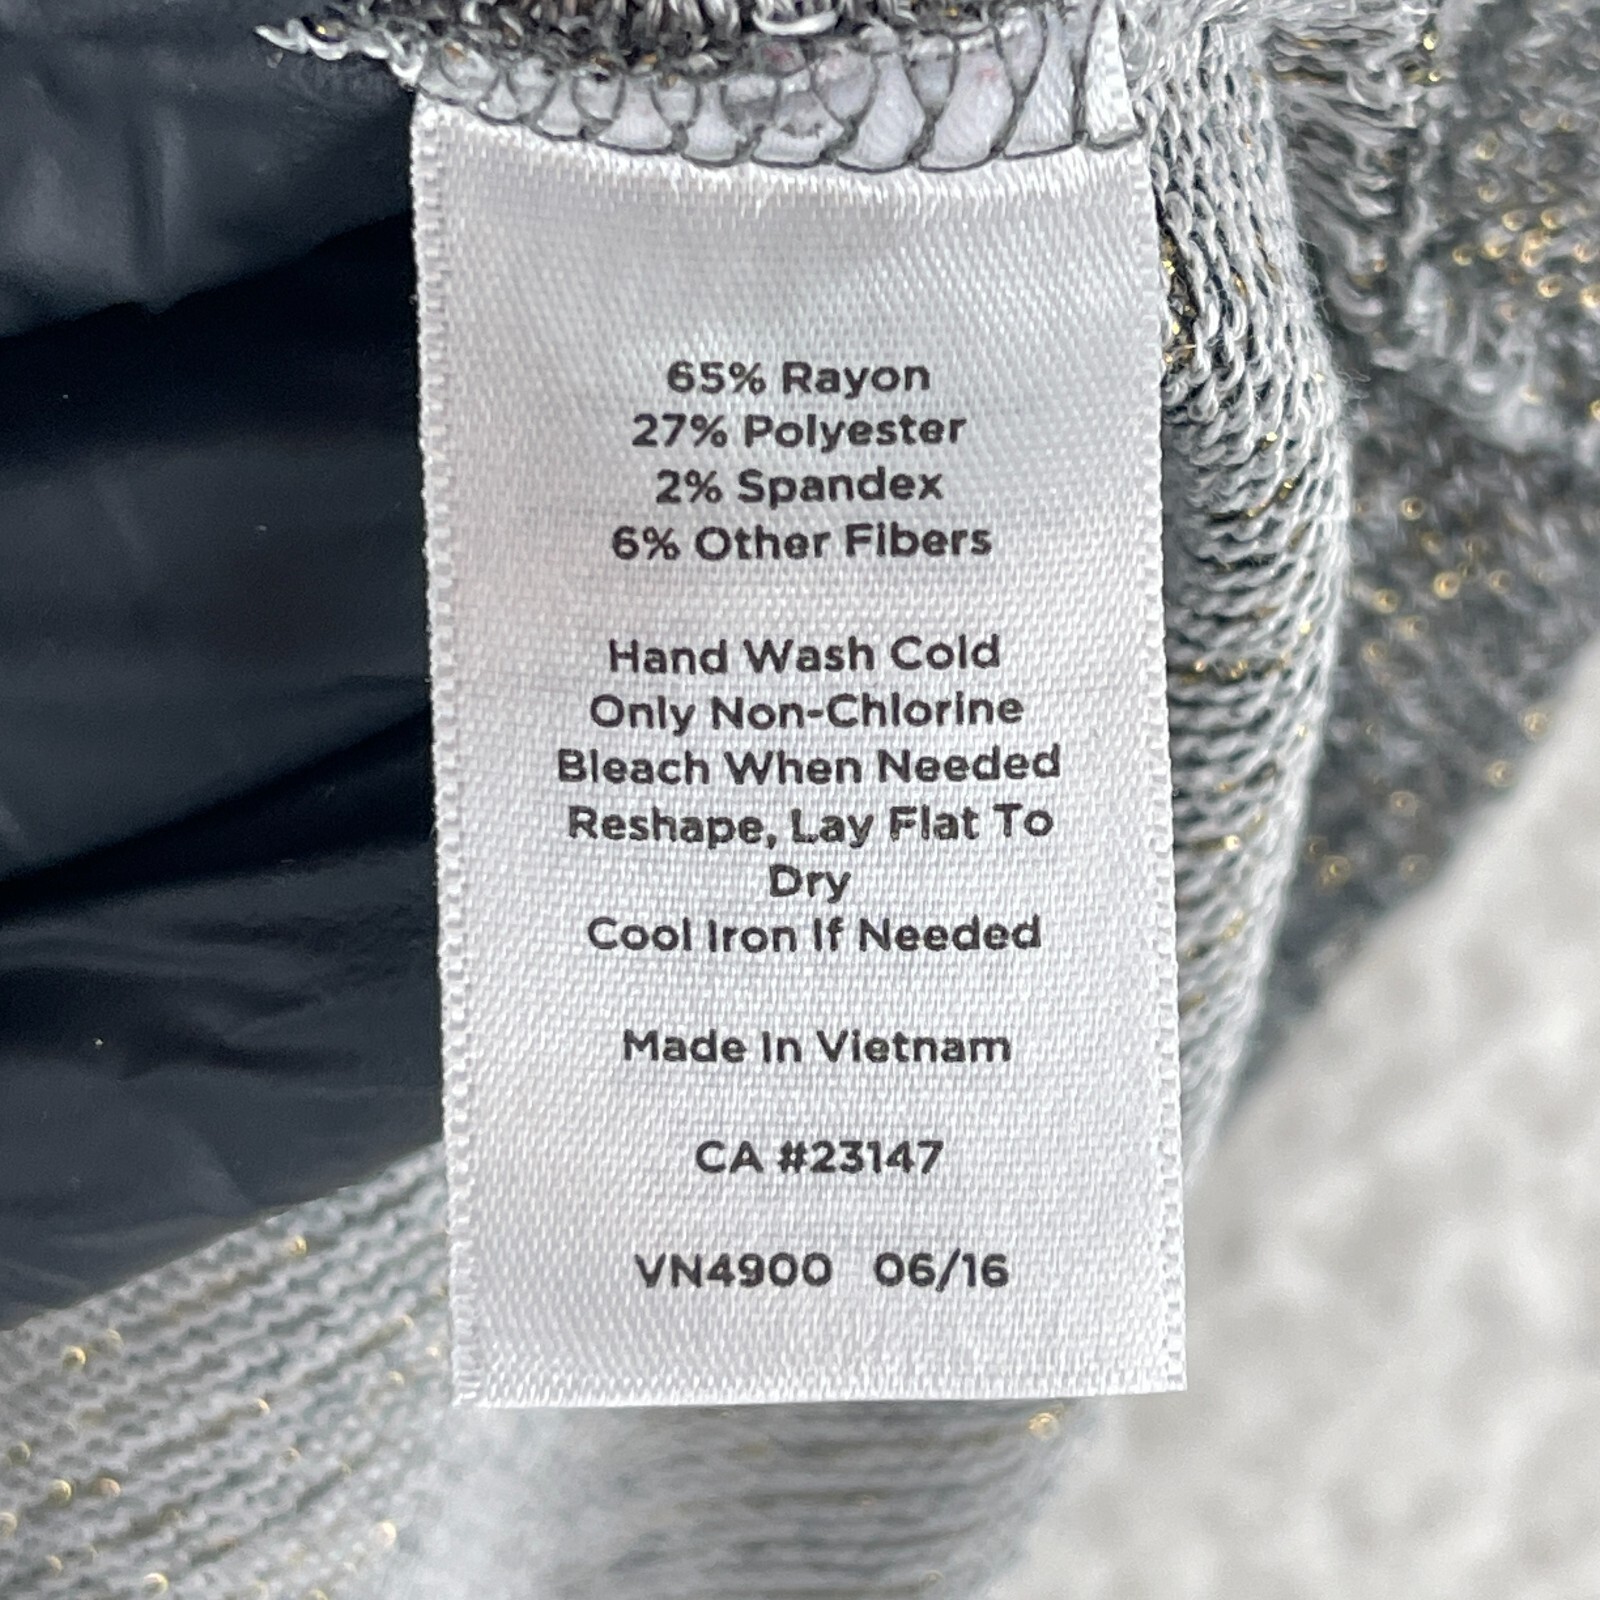 65% Rayon
27% Polyester
2% Spandex
6% Other Fibers
Hand Wash Cold
Only Non-Chlorine
Bleach When Needed
Reshape, Lay Flat To
Dry
Cool Iron If Needed
Made In Vietnam
CA #23147
VN4900 06/16